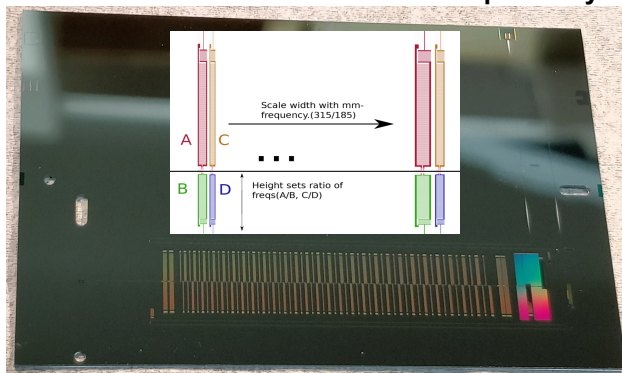 Scale width with mm-
frequency.(315/185)
A
C
...
B
D
Height sets ratio of
freqs(A/B, C/D)